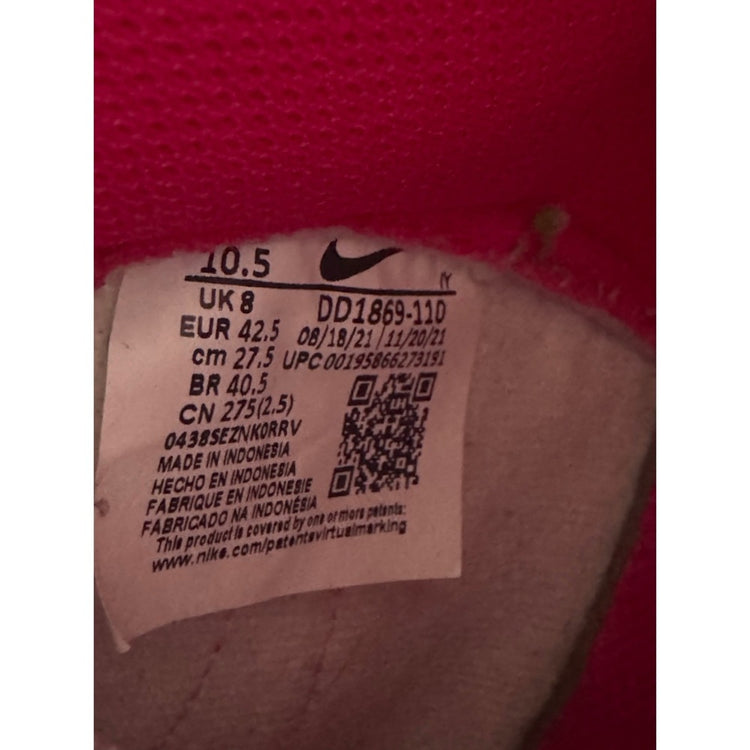 10.5
IY
UK 8 DD1869-110
EUR 42.5 08/18/21 11/20/21
cm 27.5 UPC 00195866273191
BR 40.5
CN 275(2.5)
0438SEZNK0RRV
MADE IN INDONESIA
HECHO EN INDONESIA
FABRIQUE EN INDONESIE
FABRICADO NA INDONÉSIA
This product is covered by one or more patents:
www.nike.com/patentsvirtualmarking